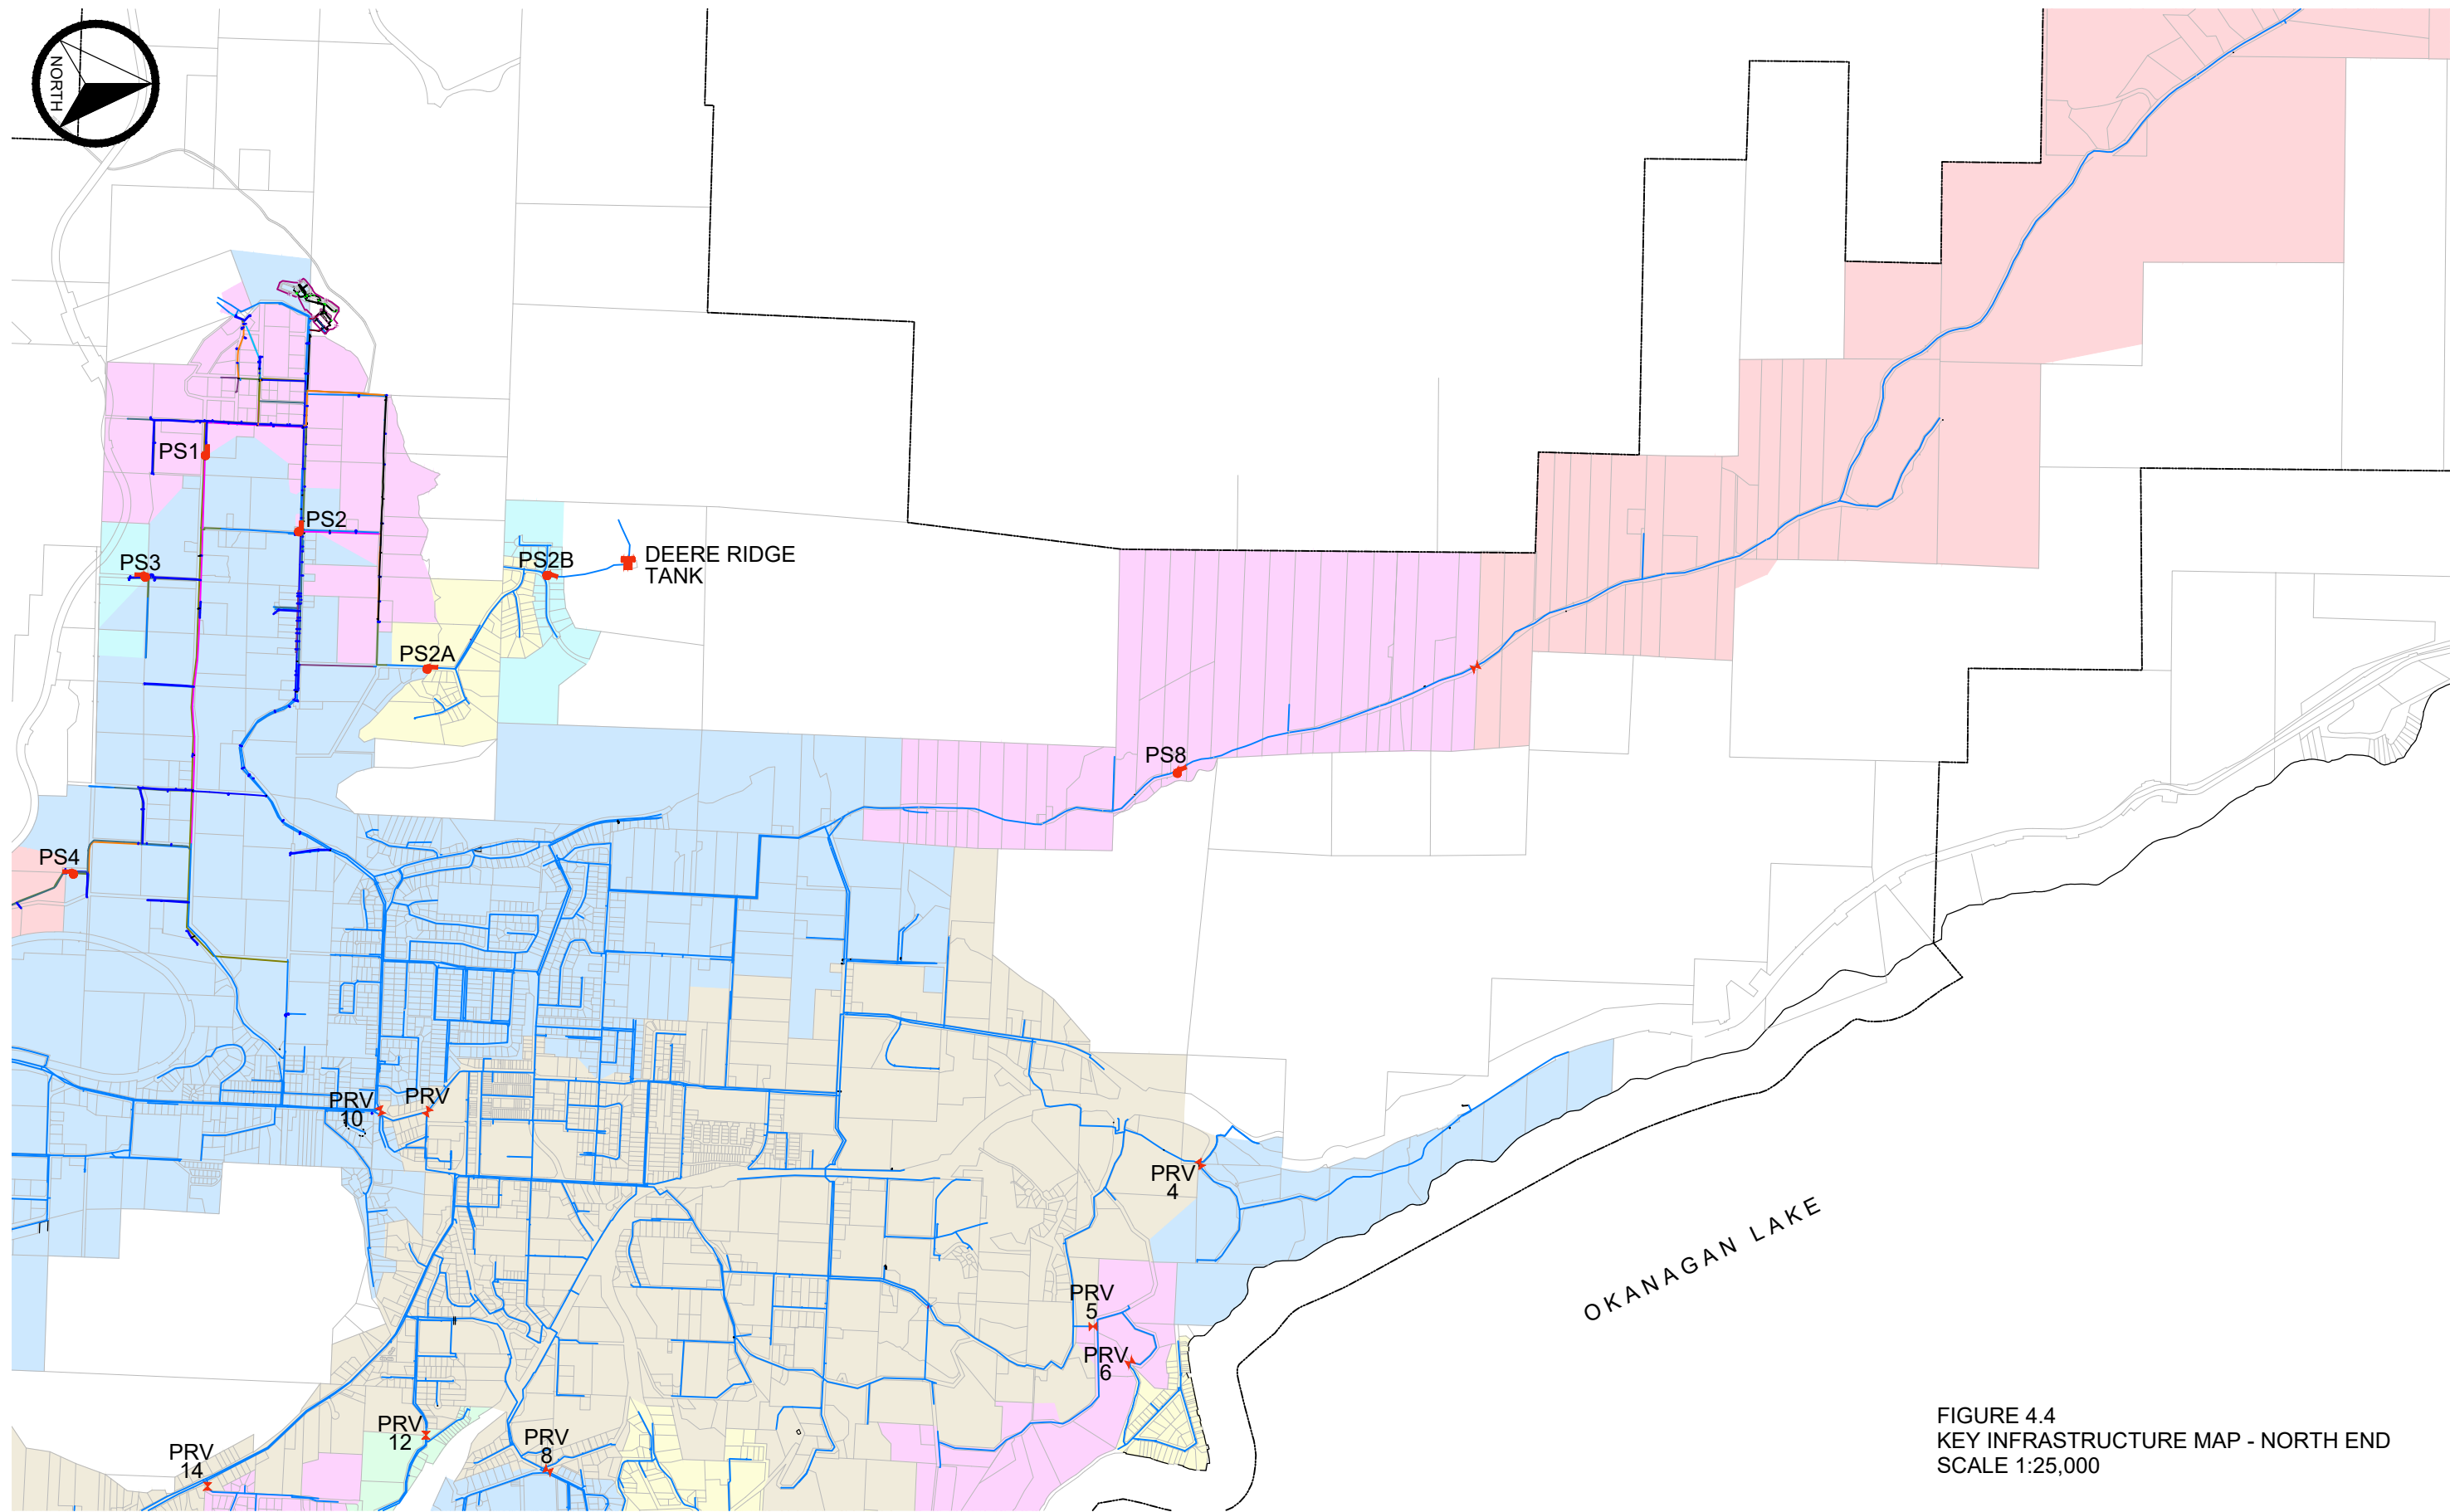 NORTH
PS1
PS2
PS3
PS2B
DEERE RIDGE
TANK
PS2A
PS8
PS4
PRV
10
PRV
PRV
4
PRV
5
PRV
6
OKANAGAN LAKE
PRV
12
PRV
8
PRV
14
FIGURE 4.4
KEY INFRASTRUCTURE MAP - NORTH END
SCALE 1:25,000